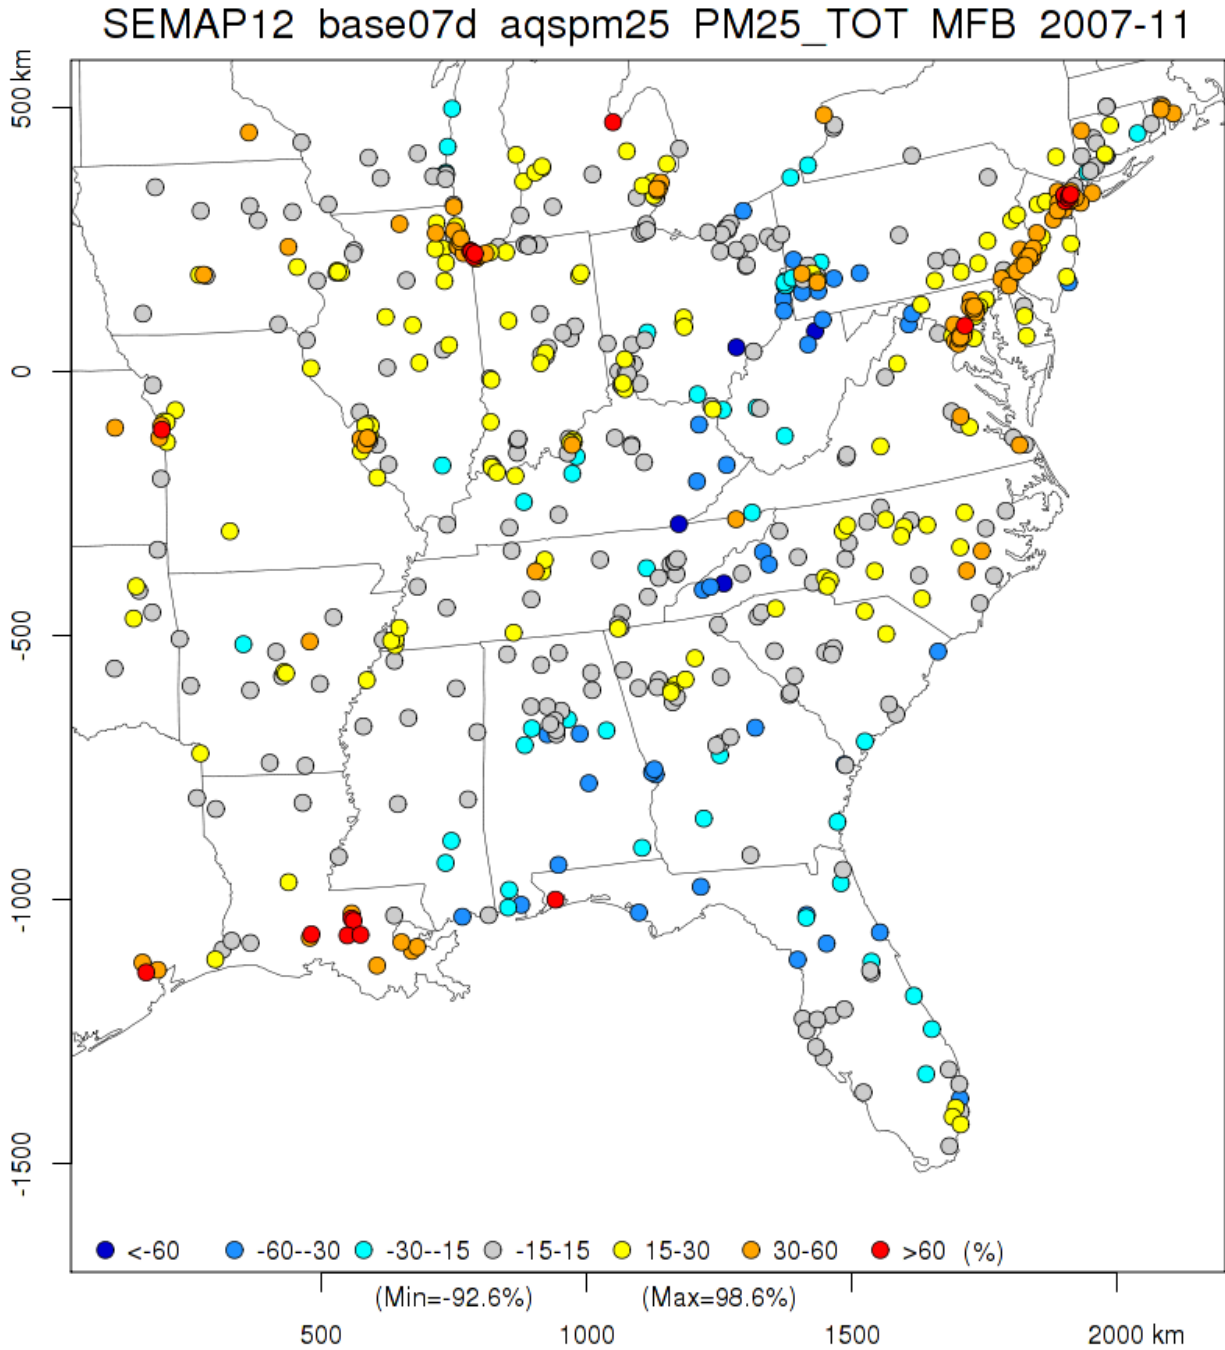 SEMAP12 base07d aqspm25 PM25_TOT MFB 2007-11
500 km
0
-500
-1000
-1500
<-60 -60--30 -30--15 -15-15 15-30 30-60 >60 (%)
(Min=-92.6%) (Max=98.6%)
500 1000 1500 2000 km